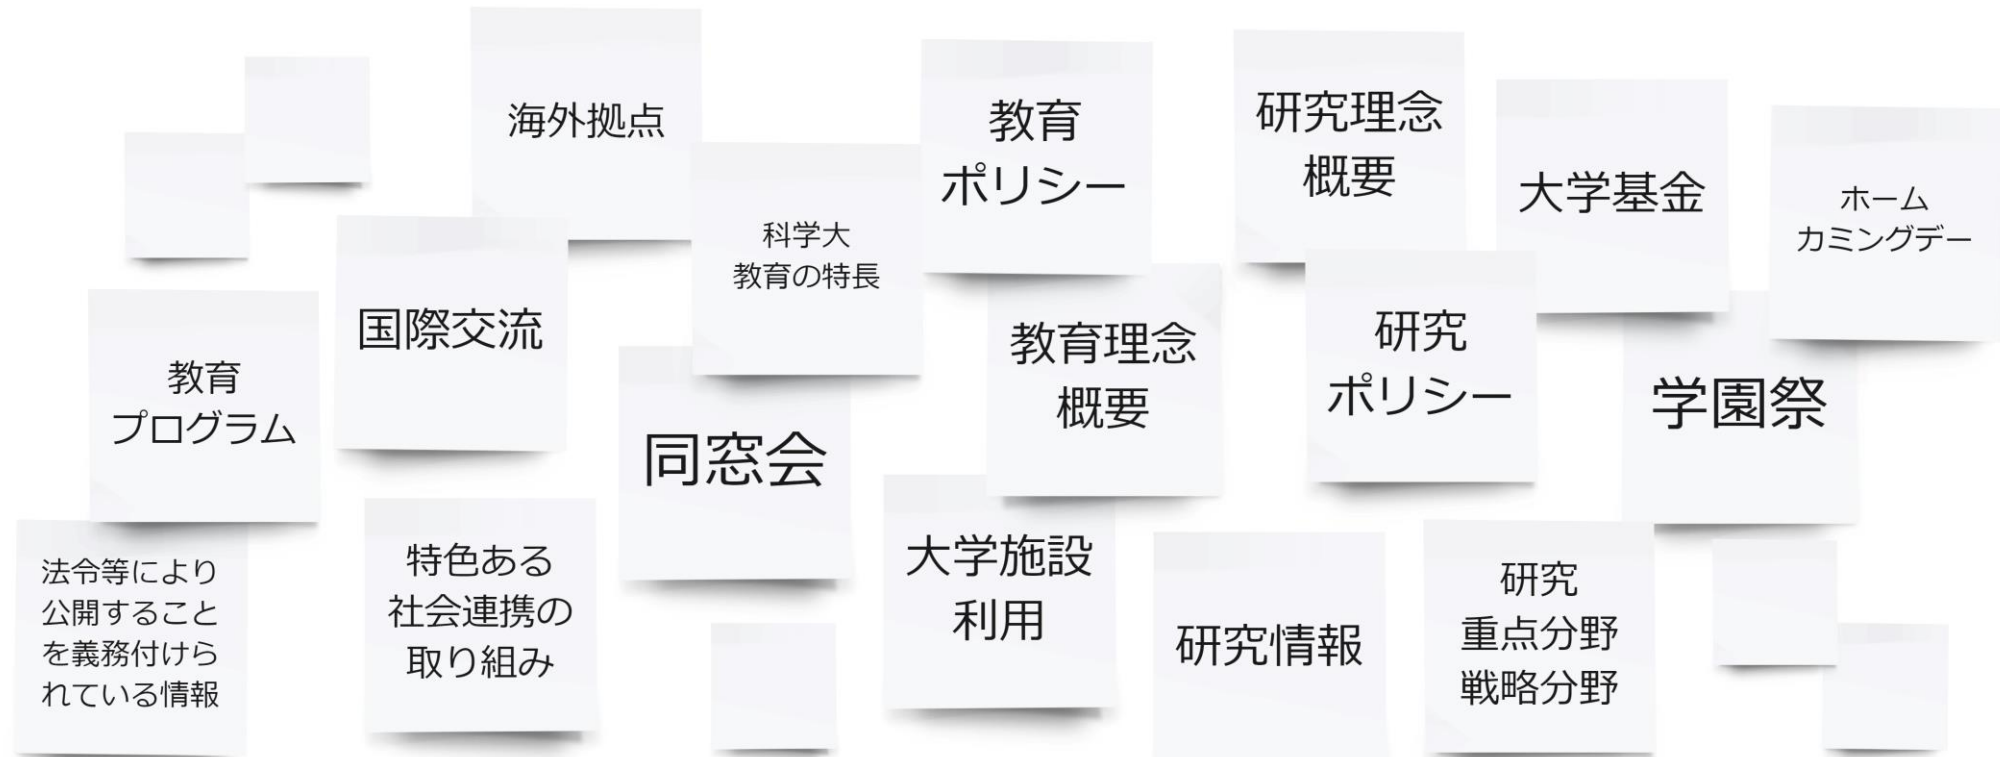 海外拠点
教育
ポリシー
研究理念
概要
大学基金
ホーム
カミングデー
科学大
教育の特長
国際交流
教育
プログラム
同窓会
教育理念
概要
研究
ポリシー
学園祭
法令等により
公開すること
を義務付けら
れている情報
特色ある
社会連携の
取り組み
大学施設
利用
研究情報
研究
重点分野
戦略分野